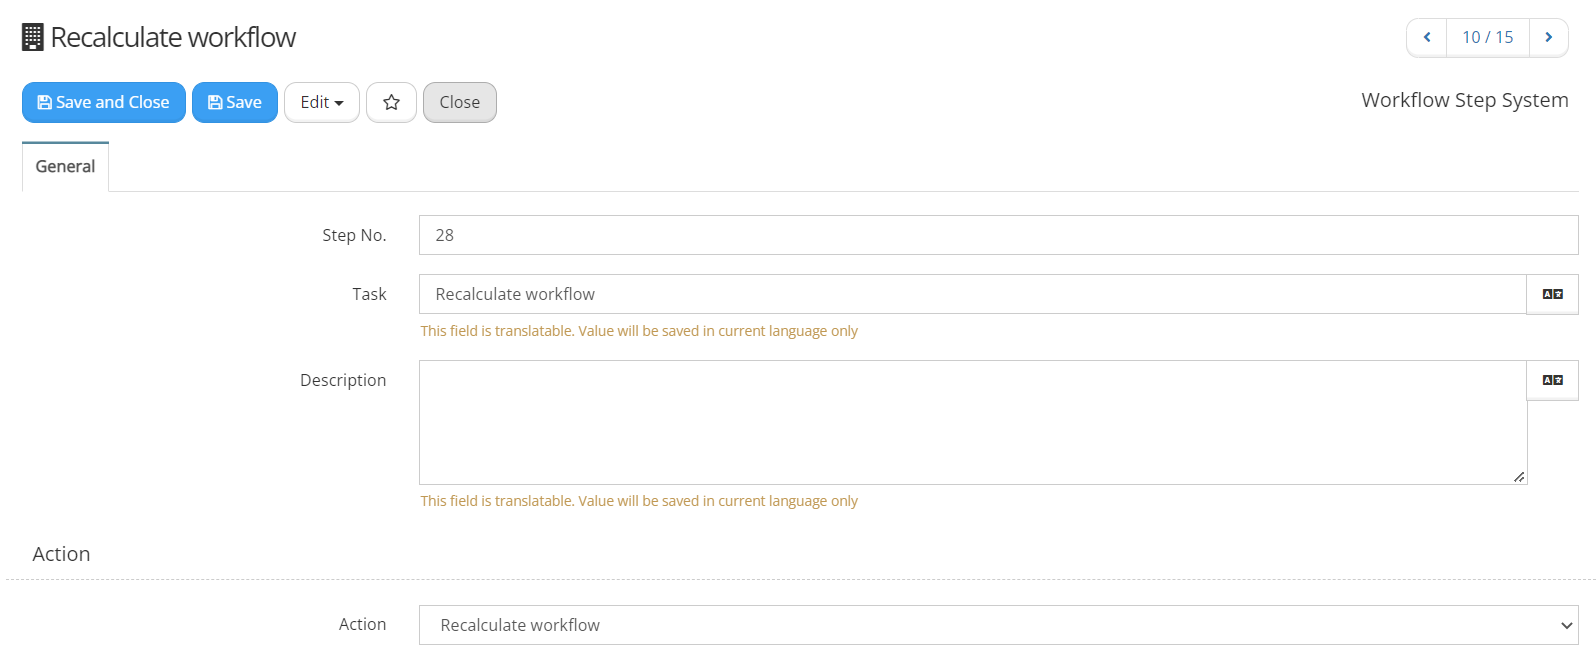 Recalculate workflow
10 / 15
Save and Close
Save
Edit
Close
Workflow Step System
General
Step No.
28
Task
Recalculate workflow
This field is translatable. Value will be saved in current language only
Description
This field is translatable. Value will be saved in current language only
Action
Action
Recalculate workflow